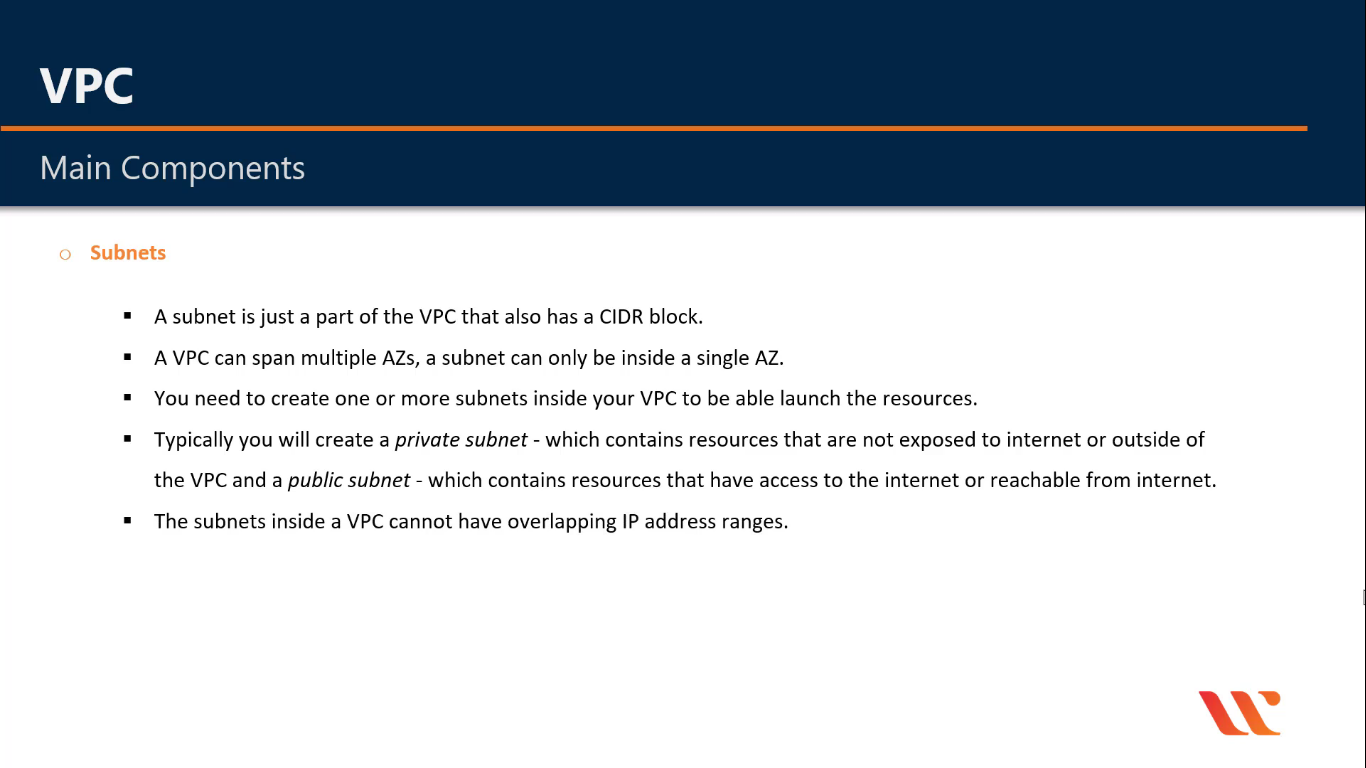 VPC
Main Components
Subnets
A subnet is just a part of the VPC that also has a CIDR block.
A VPC can span multiple AZs, a subnet can only be inside a single AZ.
You need to create one or more subnets inside your VPC to be able launch the resources.
Typically you will create a private subnet - which contains resources that are not exposed to internet or outside of
the VPC and a public subnet - which contains resources that have access to the internet or reachable from internet.
The subnets inside a VPC cannot have overlapping IP address ranges.